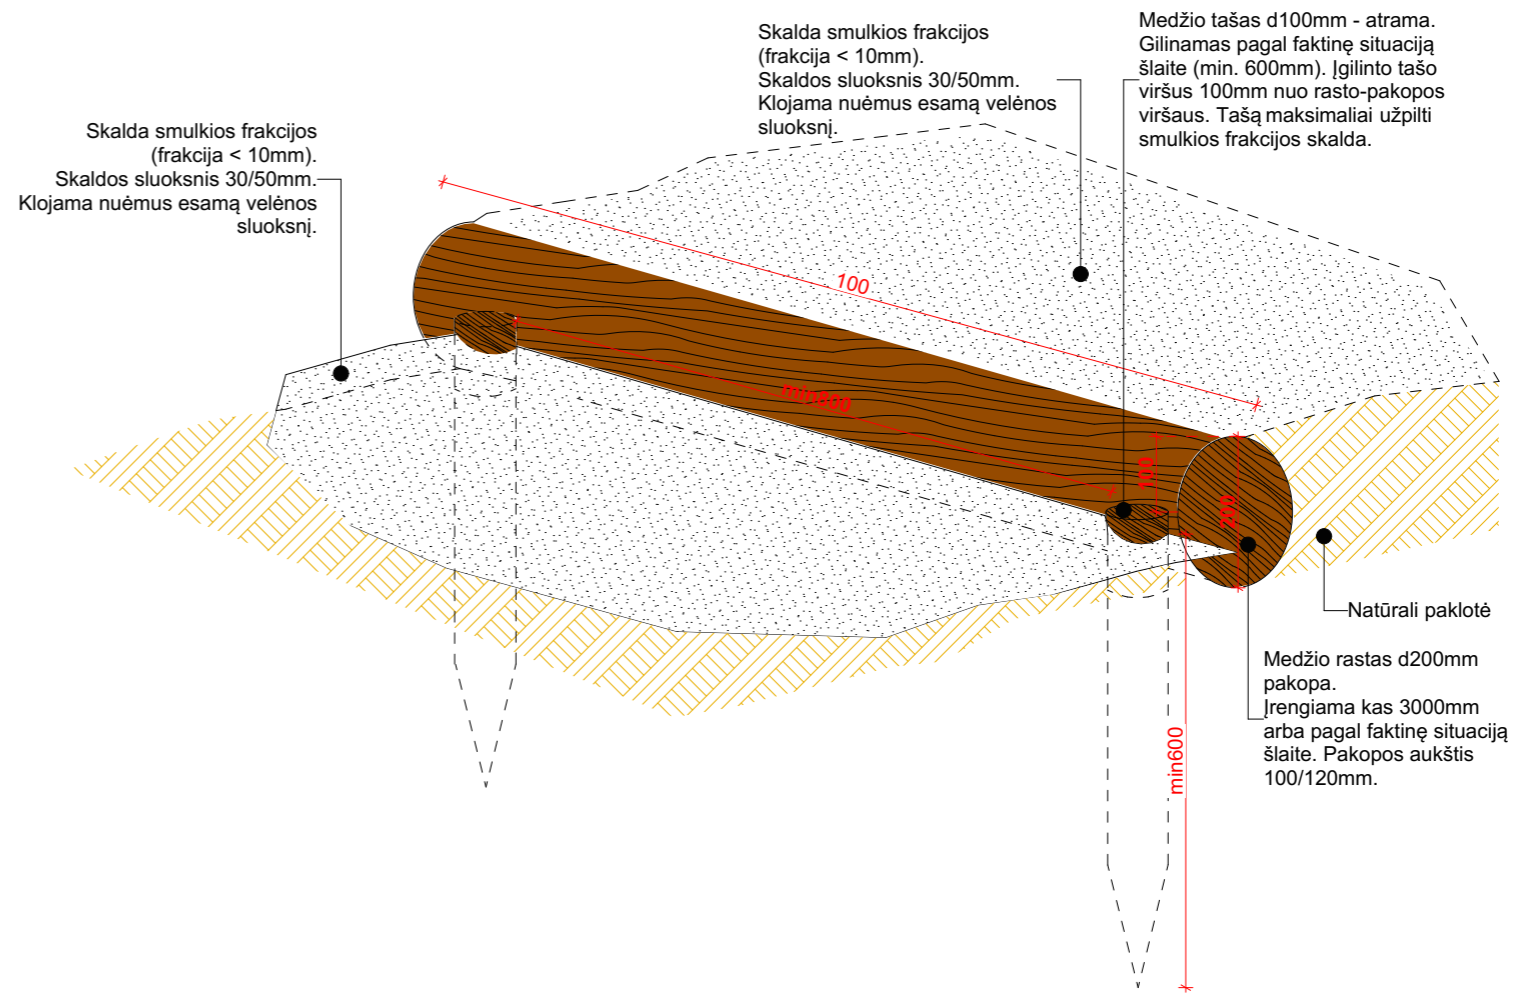 Skalda smulkios frakcijos
(frakcija < 10mm).
Skaldos sluoksnis 30/50mm.
Klojama nuėmus esamą velėnos
sluoksnį.
Skalda smulkios frakcijos
(frakcija < 10mm).
Skaldos sluoksnis 30/50mm.
Klojama nuėmus esamą velėnos
sluoksnį.
Medžio tašas d100mm - atrama.
Gilinamas pagal faktinę situaciją
šlaite (min. 600mm). Įgilinto tašo
viršus 100mm nuo rasto-pakopos
viršaus. Tašą maksimaliai užpilti
smulkios frakcijos skalda.
100
min800
100
200
min600
Natūrali paklotė
Medžio rastas d200mm
pakopa.
Įrengiama kas 3000mm
arba pagal faktinę situaciją
šlaite. Pakopos aukštis
100/120mm.